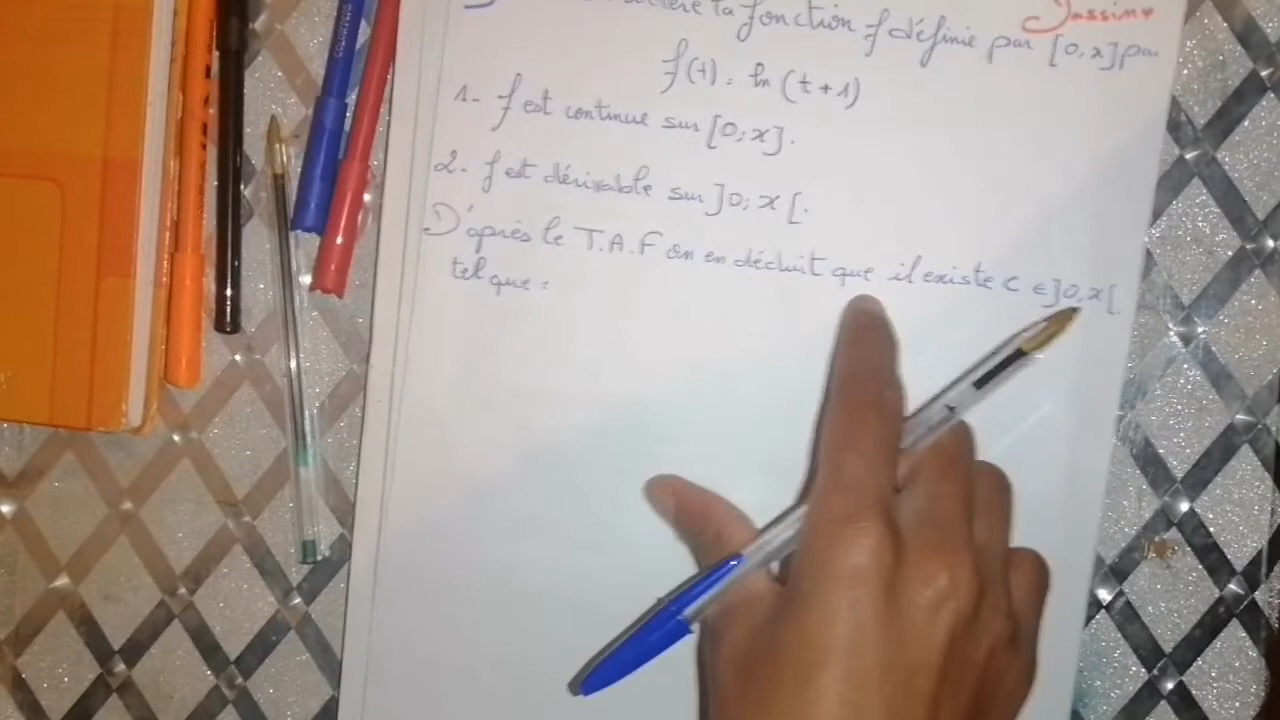 Yassine
la fonction f définie par [0,x] par
f(t) = ln (t+1)
1- f est continue sur [0; x].
2- f est dérivable sur ]0; x[.
D'après le T.A.F on en déduit que il existe c ∈ ]0,x[.
tel que :